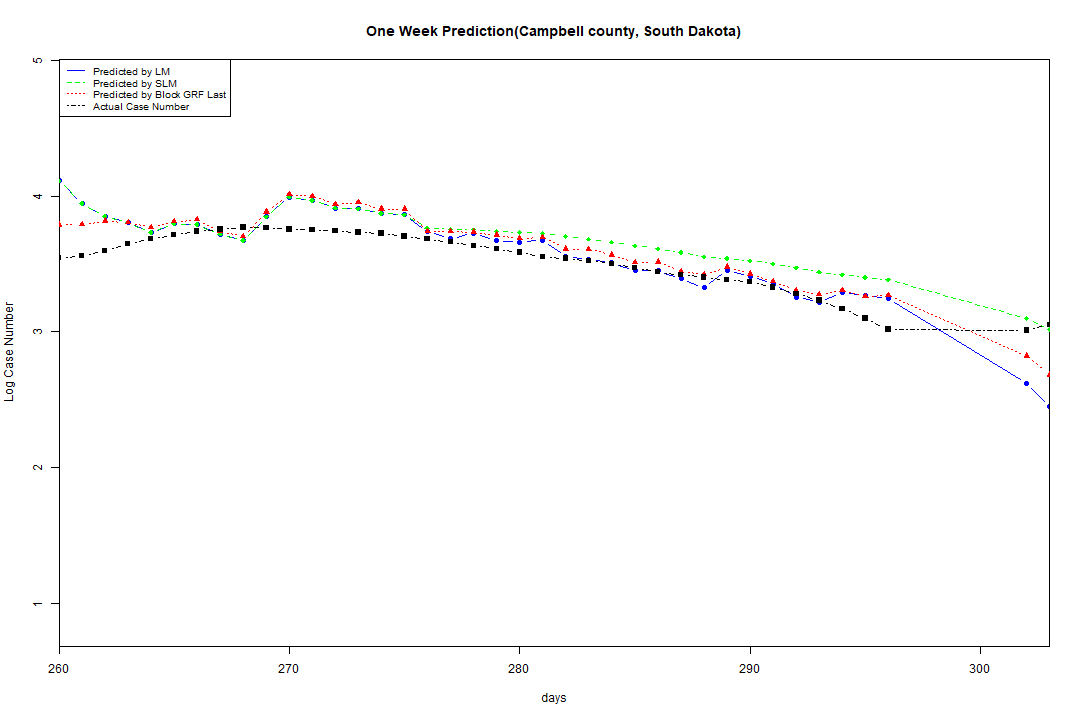 One Week Prediction(Campbell county, South Dakota)
Predicted by LM
Predicted by SLM
Predicted by Block GRF Last
Actual Case Number
5
4
3
2
1
Log Case Number
260 270 280 290 300
days